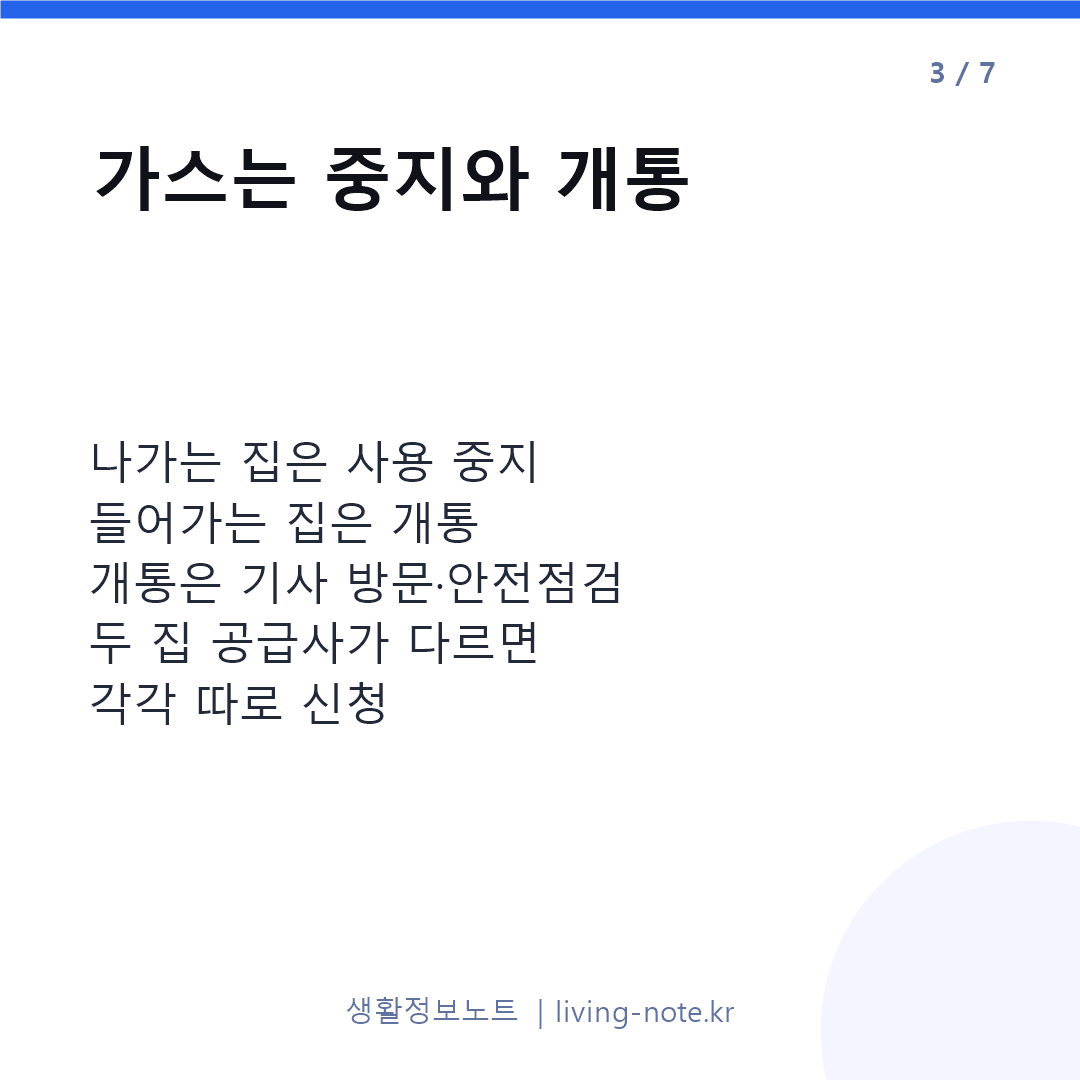 3 / 7
가스는 중지와 개통
나가는 집은 사용 중지
들어가는 집은 개통
개통은 기사 방문·안전점검
두 집 공급사가 다르면
각각 따로 신청
생활정보노트 | living-note.kr